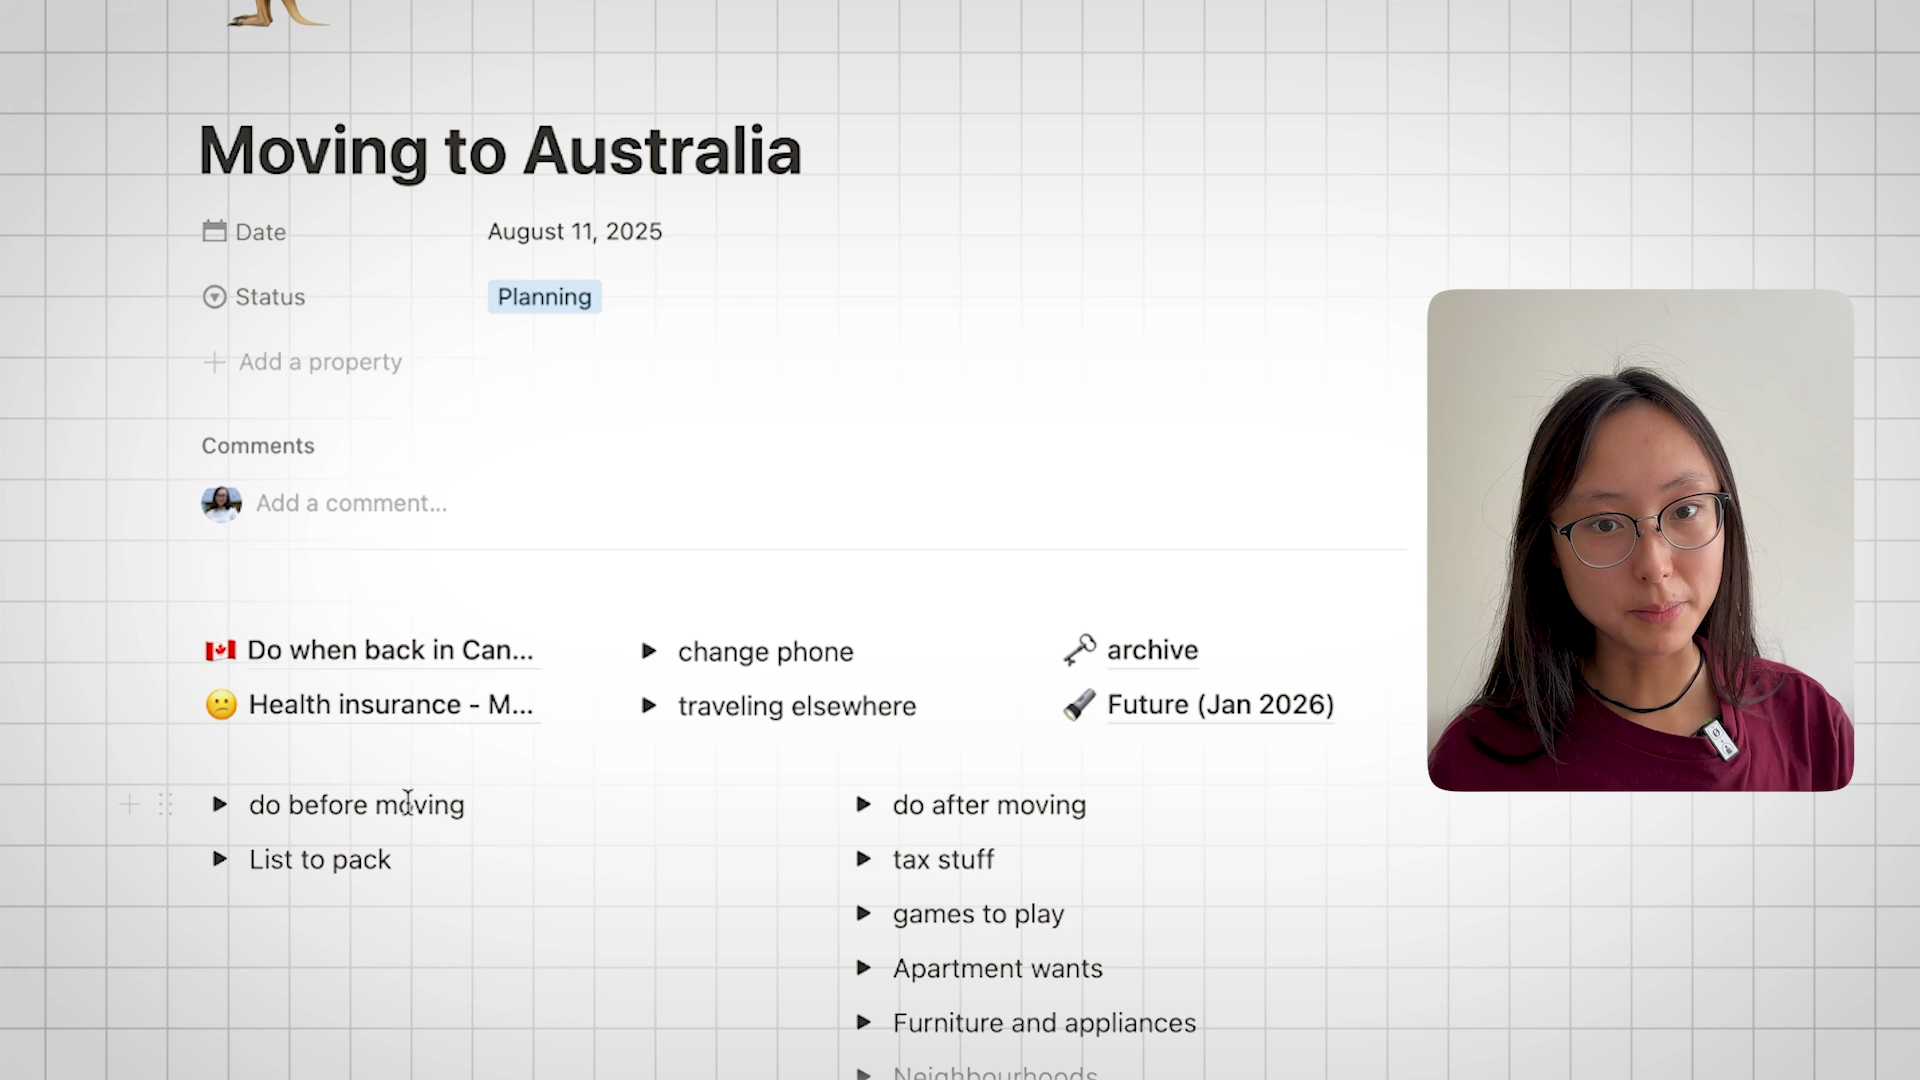 Moving to Australia
Date August 11, 2025
Status Planning
Add a property
Comments
Add a comment...
Do when back in Can...
Health insurance - M...
change phone
traveling elsewhere
archive
Future (Jan 2026)
do before moving
List to pack
do after moving
tax stuff
games to play
Apartment wants
Furniture and appliances
Neighbourhoods